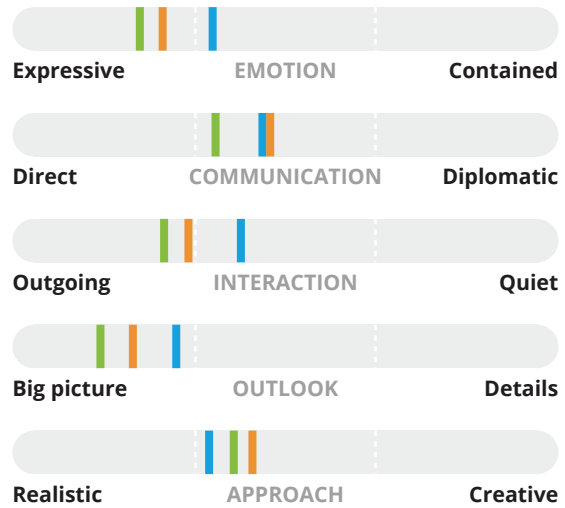 Expressive EMOTION Contained
Direct COMMUNICATION Diplomatic
Outgoing INTERACTION Quiet
Big picture OUTLOOK Details
Realistic APPROACH Creative